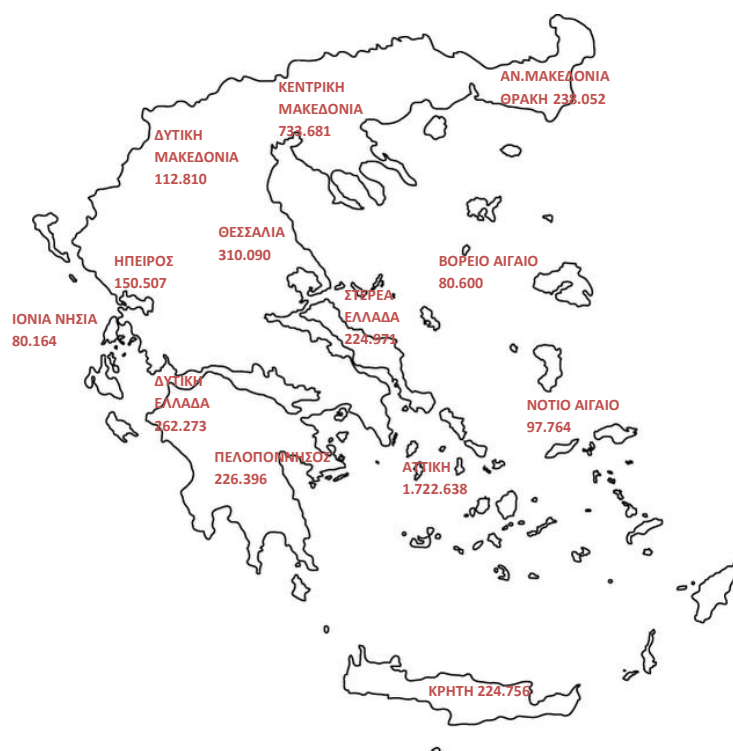 ΑΝ.ΜΑΚΕΔΟΝΙΑ
ΘΡΑΚΗ 238.052
ΚΕΝΤΡΙΚΗ
ΜΑΚΕΔΟΝΙΑ
733.681
ΔΥΤΙΚΗ
ΜΑΚΕΔΟΝΙΑ
112.810
ΘΕΣΣΑΛΙΑ
310.090
ΗΠΕΙΡΟΣ
150.507
ΒΟΡΕΙΟ ΑΙΓΑΙΟ
80.600
ΣΤΕΡΕΑ
ΕΛΛΑΔΑ
224.971
ΙΟΝΙΑ ΝΗΣΙΑ
80.164
ΔΥΤΙΚΗ
ΕΛΛΑΔΑ
262.273
ΝΟΤΙΟ ΑΙΓΑΙΟ
97.764
ΠΕΛΟΠΟΝΝΗΣΟΣ
226.396
ΑΤΤΙΚΗ
1.722.638
ΚΡΗΤΗ 224.756